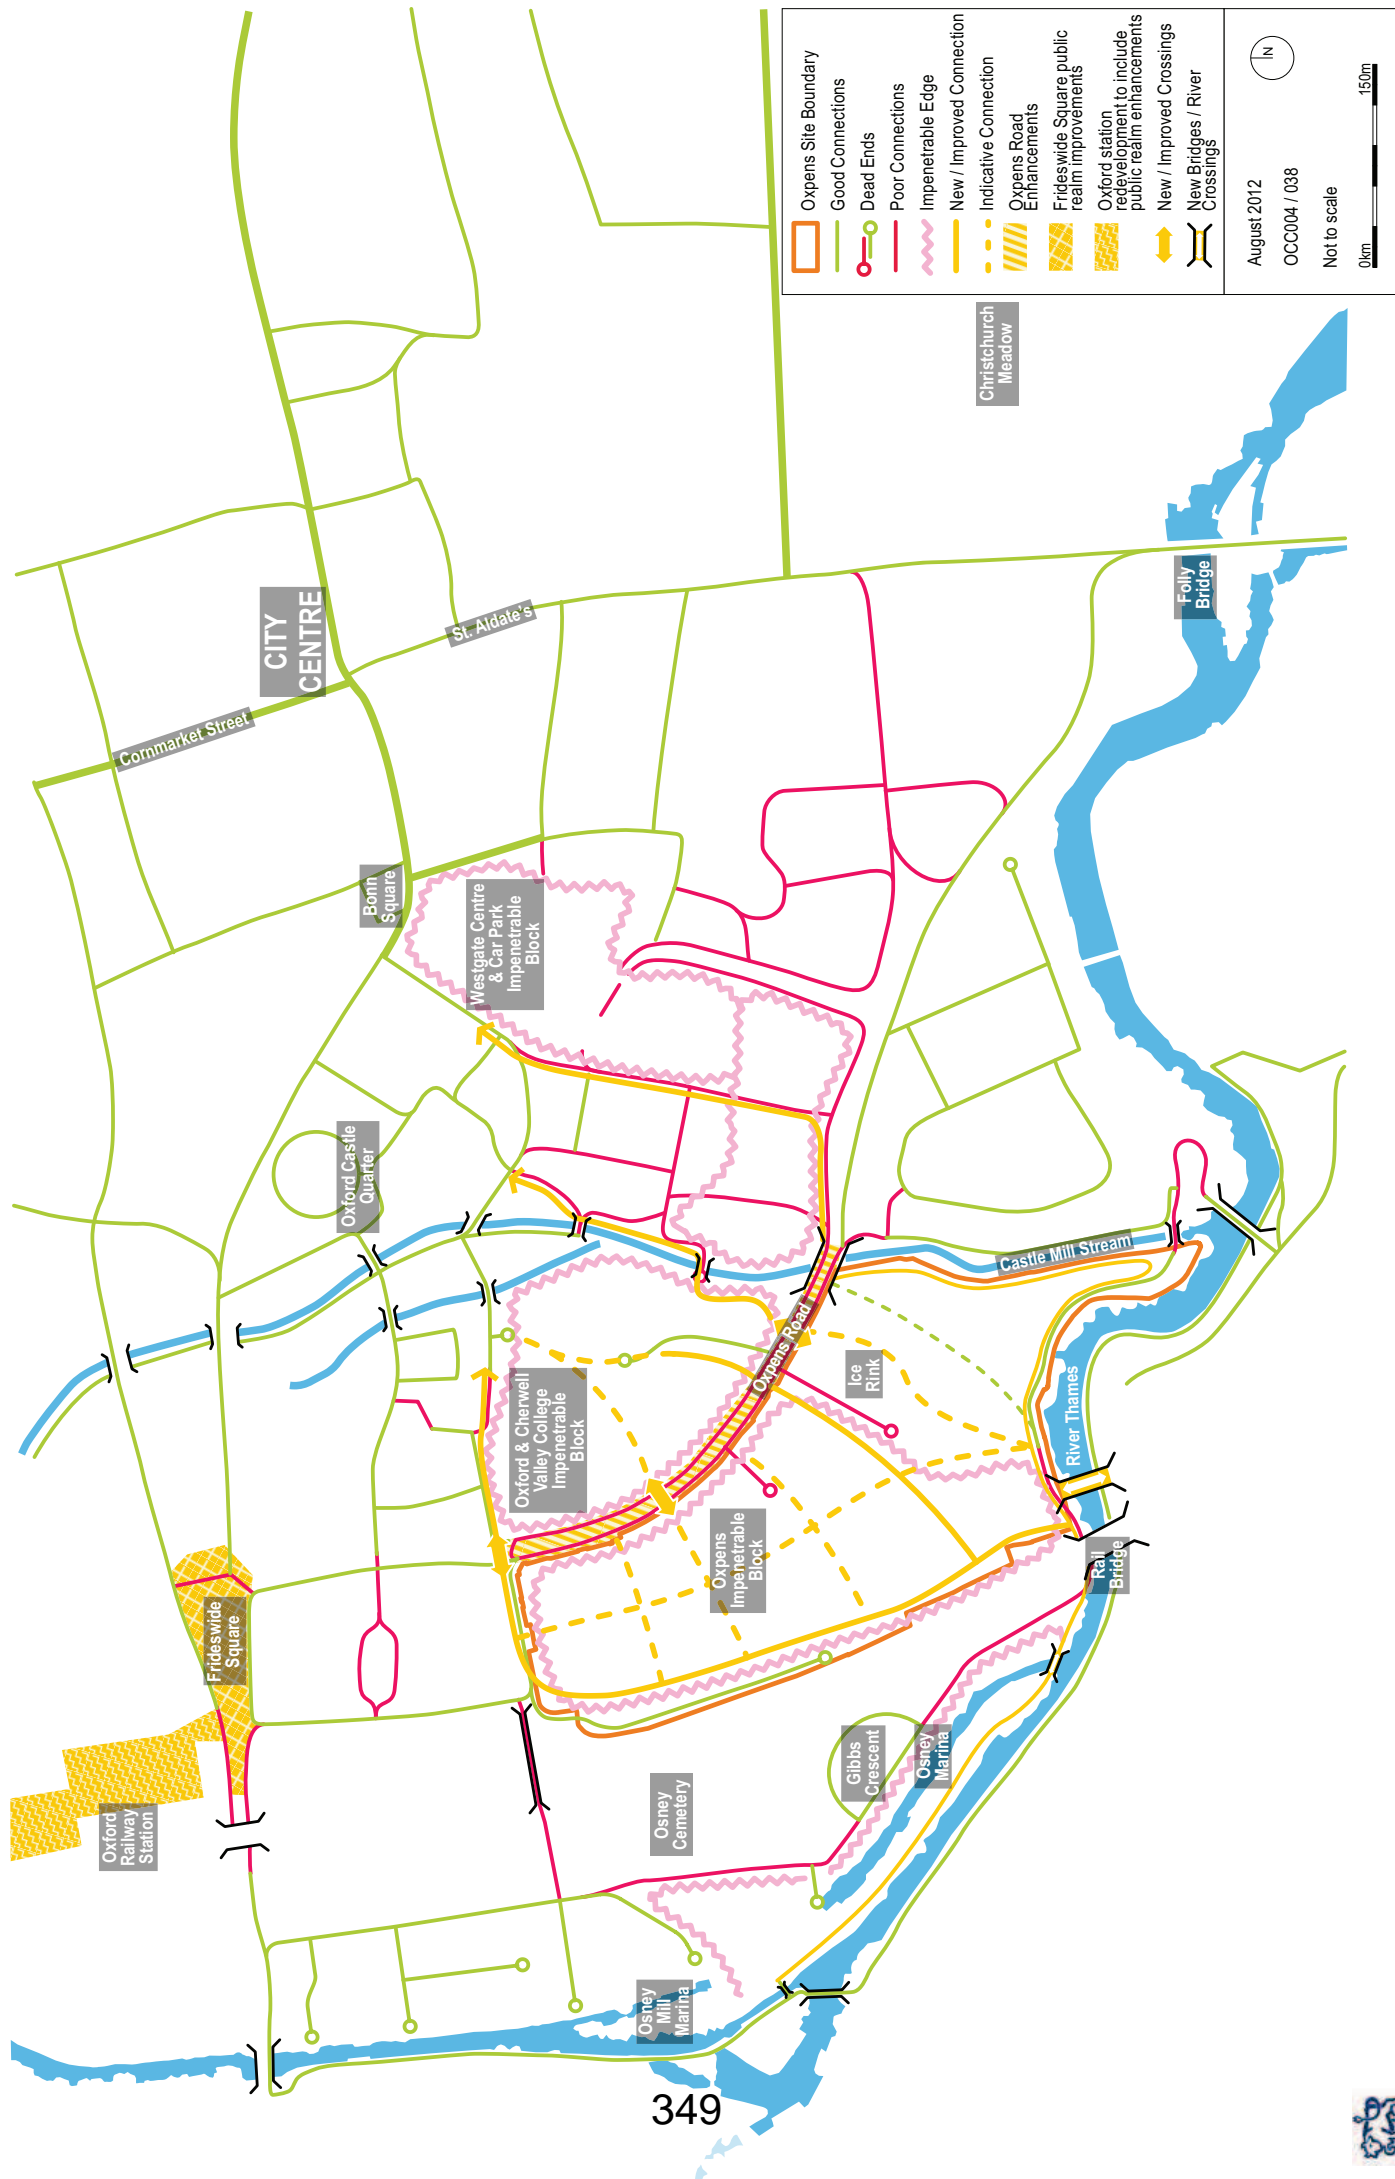 Oxpens Site Boundary
Good Connections
Dead Ends
Poor Connections
Impenetrable Edge
New / Improved Connection
Indicative Connection
Oxpens Road
Enhancements
Frideswide Square public
realm improvements
Oxford station
redevelopment to include
public realm enhancements
New / Improved Crossings
New Bridges / River
Crossings
August 2012
OCC004 / 038
Not to scale
0km
150m
N
Oxford
Railway
Station
Frideswide
Square
Oxford Castle
Quarter
Cornmarket Street
CITY
CENTRE
Bonn
Square
St. Aldate's
Westgate Centre
& Car Park
Impenetrable
Block
Oxford & Cherwell
Valley College
Impenetrable
Block
Osney
Mill
Marina
Osney
Cemetery
Oxpens
Impenetrable
Block
Oxpens Road
Ice
Rink
Gibbs
Crescent
Osney
Marina
Castle Mill Stream
River Thames
Rail
Bridge
Folly
Bridge
Christchurch
Meadow
349